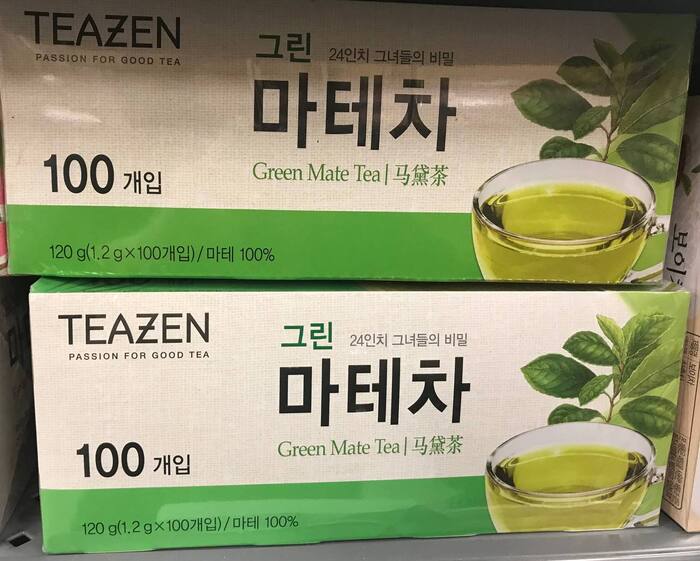 TEAZEN
PASSION FOR GOOD TEA
그린 24인치 그녀들의 비밀
마테차
Green Mate Tea | 马黛茶
100 개입
120 g(1.2 g×100개입) / 마테 100%
TEAZEN
PASSION FOR GOOD TEA
그린 24인치 그녀들의 비밀
마테차
Green Mate Tea | 马黛茶
100 개입
120 g(1.2 g×100개입) / 마테 100%
보이